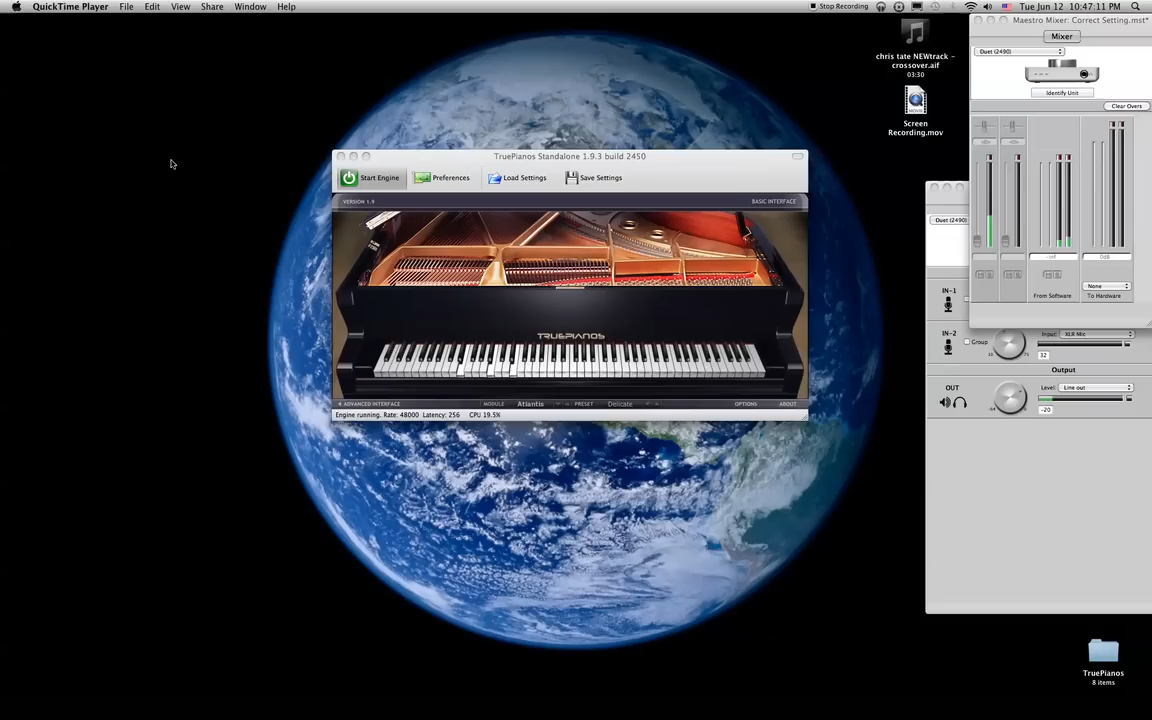 QuickTime Player File Edit View Share Window Help
Stop Recording Tue Jun 12 10:47:11 PM
chris tate NEWtrack -
crossover.aif
03:30
MOVIE
Screen
Recording.mov
Maestro Mixer: Correct Setting.mst*
Mixer
Duet (2490)
Identify Unit
Clear Overs
-inf 0dB
None
From Software To Hardware
TruePianos Standalone 1.9.3 build 2450
Start Engine Preferences Load Settings Save Settings
VERSION 1.9 BASIC INTERFACE
TRUEPIANOS
ADVANCED INTERFACE MODULE Atlantis PRESET Delicate OPTIONS ABOUT
Engine running. Rate: 48000 Latency: 256 CPU 19.5%
Duet (2490)
IN-1
IN-2
Group
Input: XLR Mic
32
Output
OUT
Level: Line out
-20
TruePianos
8 items